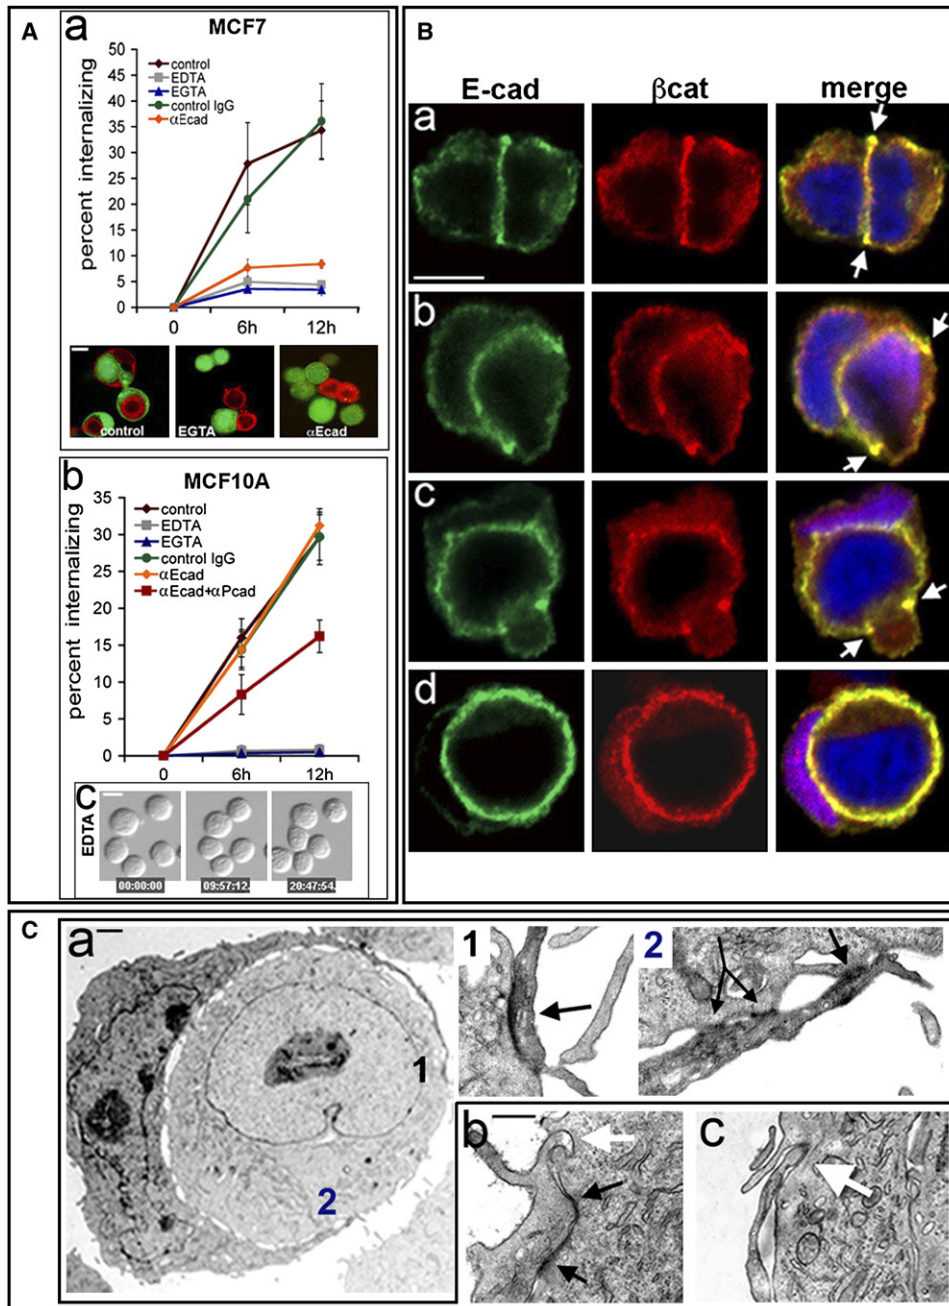 A
a
MCF7
50
45
40
35
30
25
20
15
10
5
0
percent internalizing
control
EDTA
EGTA
control IgG
αEcad
0 6h 12h
control EGTA αEcad
b
MCF10A
35
30
25
20
15
10
5
0
percent internalizing
control
EDTA
EGTA
control IgG
αEcad
αEcad+αPcad
0 6h 12h
c
EDTA
00:00:00 09:57:12. 20:47:54.
B
E-cad βcat merge
a
b
c
d
C
a
1
2
1
2
b
c